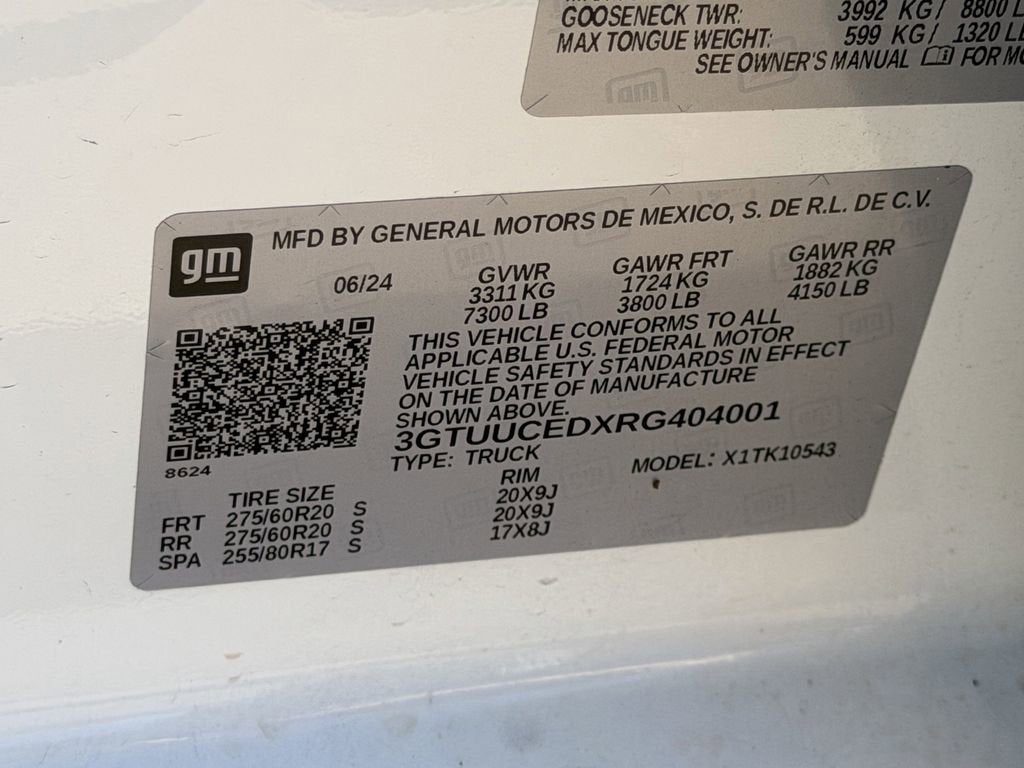 GOOSENECK TWR: 3992 KG/ 8800 L
MAX TONGUE WEIGHT: 599 KG/ 1320 LB
SEE OWNER'S MANUAL FOR MO
gm
MFD BY GENERAL MOTORS DE MEXICO, S. DE R.L. DE C.V.
06/24 GVWR GAWR FRT GAWR RR
3311 KG 1724 KG 1882 KG
7300 LB 3800 LB 4150 LB
THIS VEHICLE CONFORMS TO ALL
APPLICABLE U.S. FEDERAL MOTOR
VEHICLE SAFETY STANDARDS IN EFFECT
ON THE DATE OF MANUFACTURE
SHOWN ABOVE.
3GTUUCEDXRG404001
8624
TYPE: TRUCK MODEL: X1TK10543
TIRE SIZE RIM
FRT 275/60R20 S 20X9J
RR 275/60R20 S 20X9J
SPA 255/80R17 S 17X8J